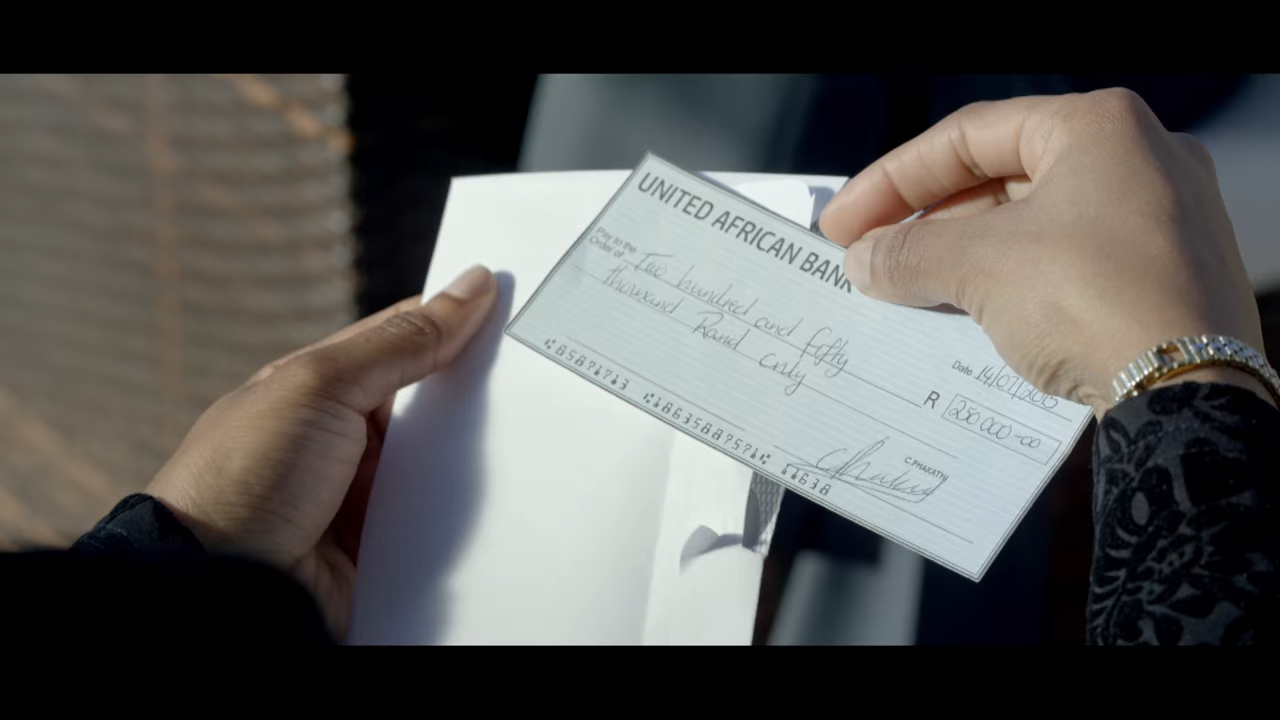 UNITED AFRICAN BANK
Pay to the
Order of
Two hundred and fifty
thousand Rand only
Date 14/07/2015
R 250 000-00
C.PHAKATHI